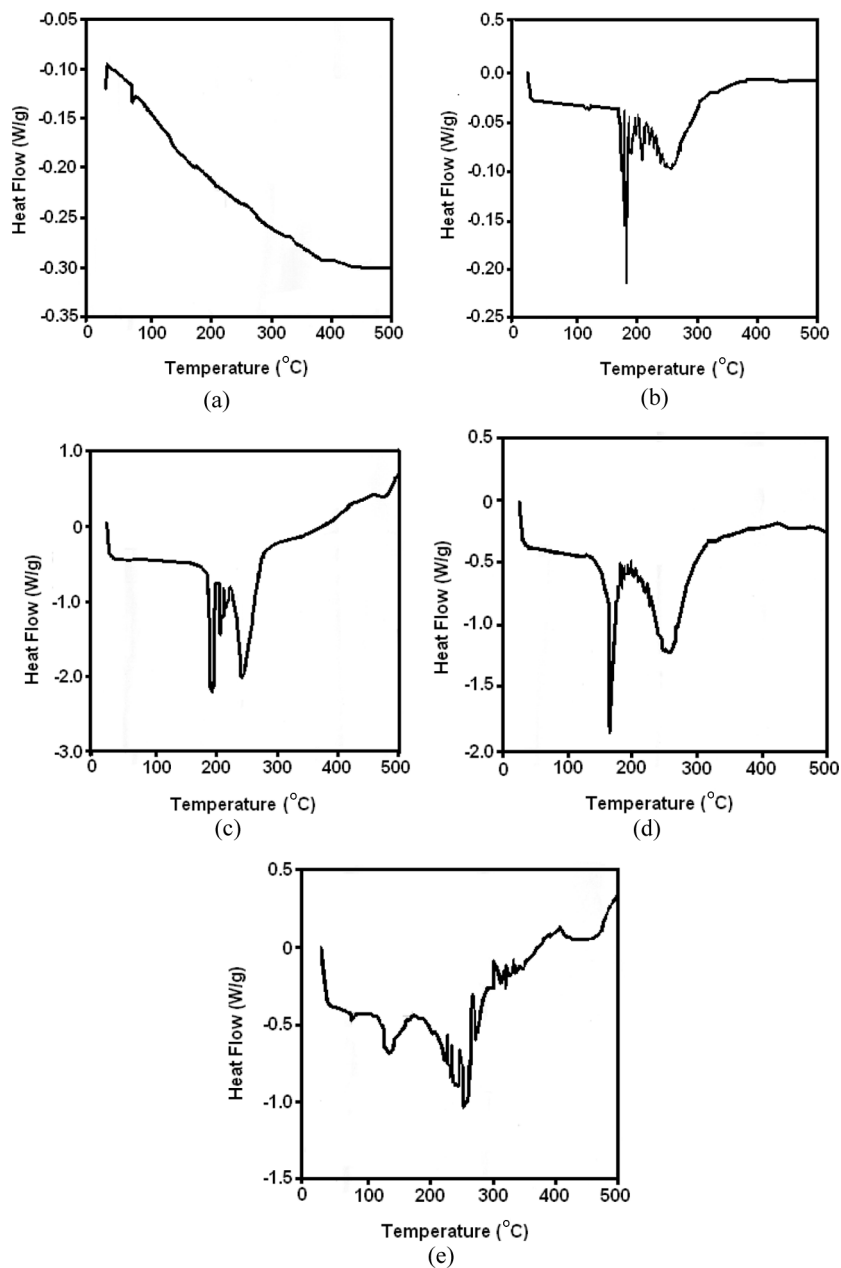 -0.05
-0.10
-0.15
-0.20
-0.25
-0.30
-0.35
Heat Flow (W/g)
0 100 200 300 400 500
Temperature (°C)
(a)
0.5
0.0
-0.05
-0.10
-0.15
-0.20
-0.25
Heat Flow (W/g)
0 100 200 300 400 500
Temperature (°C)
(b)
1.0
0
-1.0
-2.0
-3.0
Heat Flow (W/g)
0 100 200 300 400 500
Temperature (°C)
(c)
0.5
0
-0.5
-1.0
-1.5
-2.0
Heat Flow (W/g)
0 100 200 300 400 500
Temperature (°C)
(d)
0.5
0
-0.5
-1.0
-1.5
Heat Flow (W/g)
0 100 200 300 400 500
Temperature (°C)
(e)